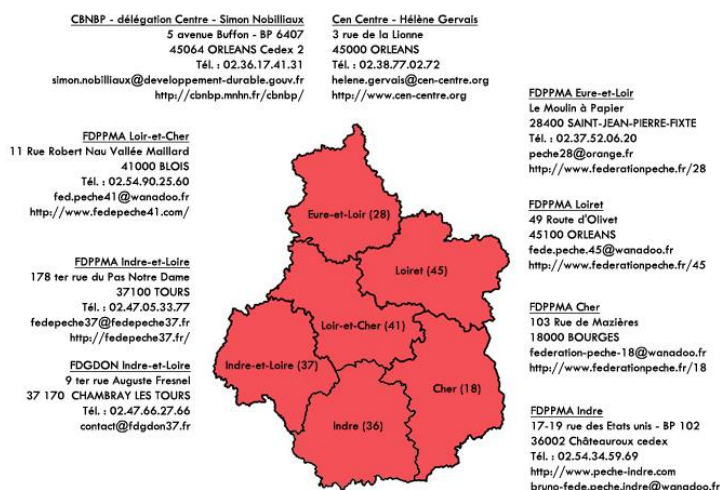 CBNBP - délégation Centre - Simon Nobilliaux
5 avenue Buffon - BP 6407
45064 ORLEANS Cedex 2
Tél. : 02.36.17.41.31
simon.nobilliaux@developpement-durable.gouv.fr
http://cbnbp.mnhn.fr/cbnbp/
Cen Centre - Hélène Gervais
3 rue de la Lionne
45000 ORLEANS
Tél. : 02.38.77.02.72
helene.gervais@cen-centre.org
http://www.cen-centre.org
FDPPMA Eure-et-Loir
Le Moulin à Papier
28400 SAINT-JEAN-PIERRE-FIXTE
Tél. : 02.37.52.06.20
peche28@orange.fr
http://www.federationpeche.fr/28
FDPPMA Loir-et-Cher
11 Rue Robert Nau Vallée Maillard
41000 BLOIS
Tél. : 02.54.90.25.60
fed.peche41@wanadoo.fr
http://www.fedepeche41.com/
FDPPMA Loiret
49 Route d'Olivet
45100 ORLEANS
fede.peche.45@wanadoo.fr
http://www.federationpeche.fr/45
FDPPMA Indre-et-Loire
178 ter rue du Pas Notre Dame
37100 TOURS
Tél. : 02.47.05.33.77
fedepeche37@fedepeche37.fr
http://fedepeche37.fr/
FDPPMA Cher
103 Rue de Mazières
18000 BOURGES
federation-peche-18@wanadoo.fr
http://www.federationpeche.fr/18
FDGDON Indre-et-Loire
9 ter rue Auguste Fresnel
37 170 CHAMBRAY LES TOURS
Tél. : 02.47.66.27.66
contact@fdgdon37.fr
FDPPMA Indre
17-19 rue des Etats unis - BP 102
36002 Châteauroux cedex
Tél. : 02.54.34.59.69
http://www.peche-indre.com
bruno-fede.peche.indre@wanadoo.fr
Eure-et-Loir (28)
Loiret (45)
Loir-et-Cher (41)
Indre-et-Loire (37)
Cher (18)
Indre (36)